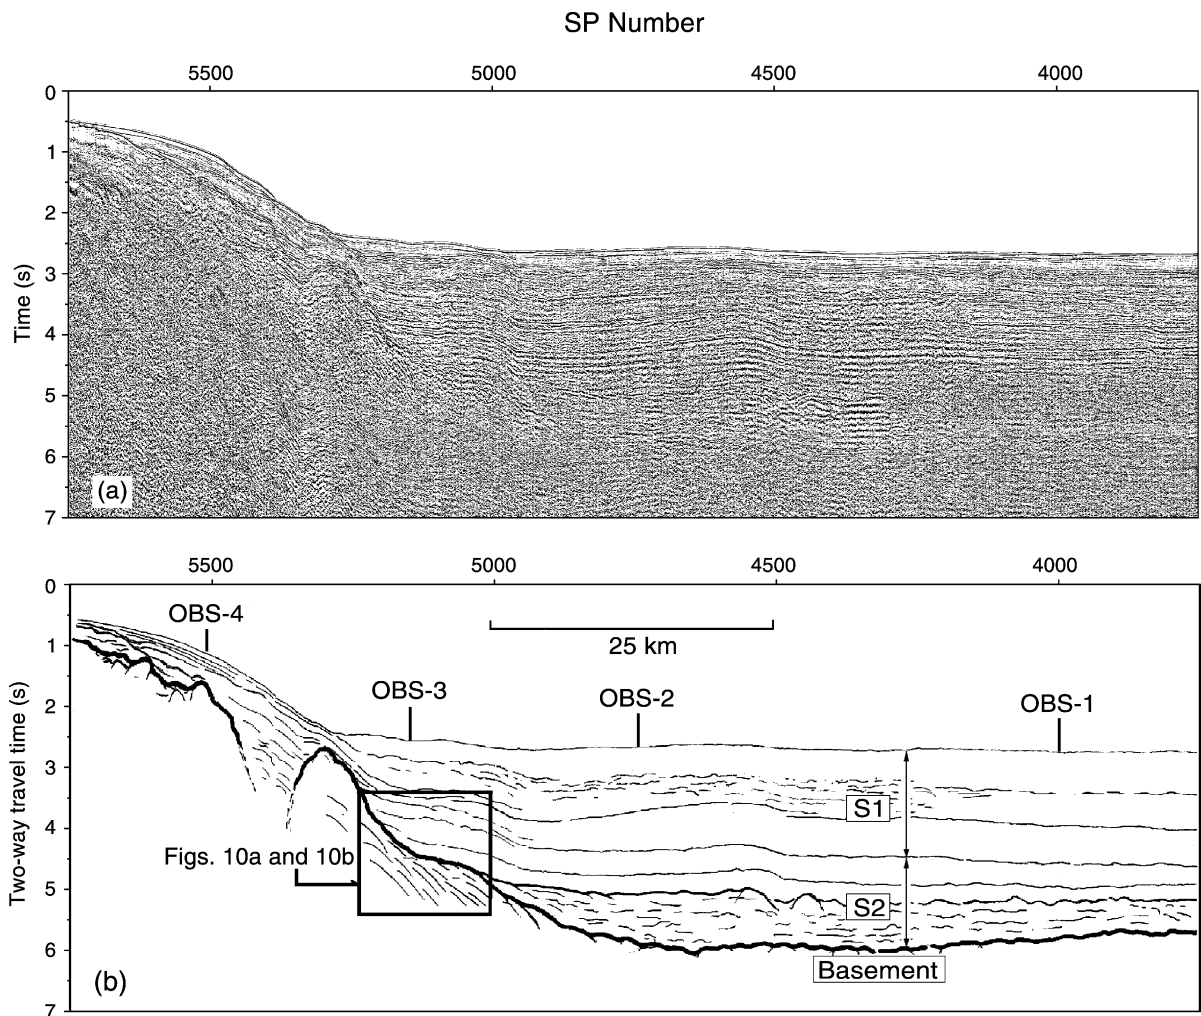 SP Number
5500 5000 4500 4000
0
1
2
3
4
5
6
7
Time (s)
(a)
5500 5000 4500 4000
0
1
2
3
4
5
6
7
Two-way travel time (s)
OBS-4
25 km
OBS-3
OBS-2
OBS-1
S1
Figs. 10a and 10b
S2
Basement
(b)